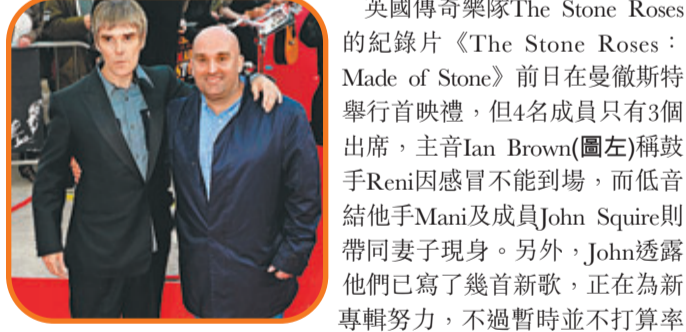 英國傳奇樂隊The Stone Roses
的紀錄片《The Stone Roses：
Made of Stone》前日在曼徹斯特
舉行首映禮，但4名成員只有3個
出席，主音Ian Brown(圖左)稱鼓
手Reni因感冒不能到場，而低音
結他手Mani及成員John Squire則
帶同妻子現身。另外，John透露
他們已寫了幾首新歌，正在為新
專輯努力，不過暫時並不打算率